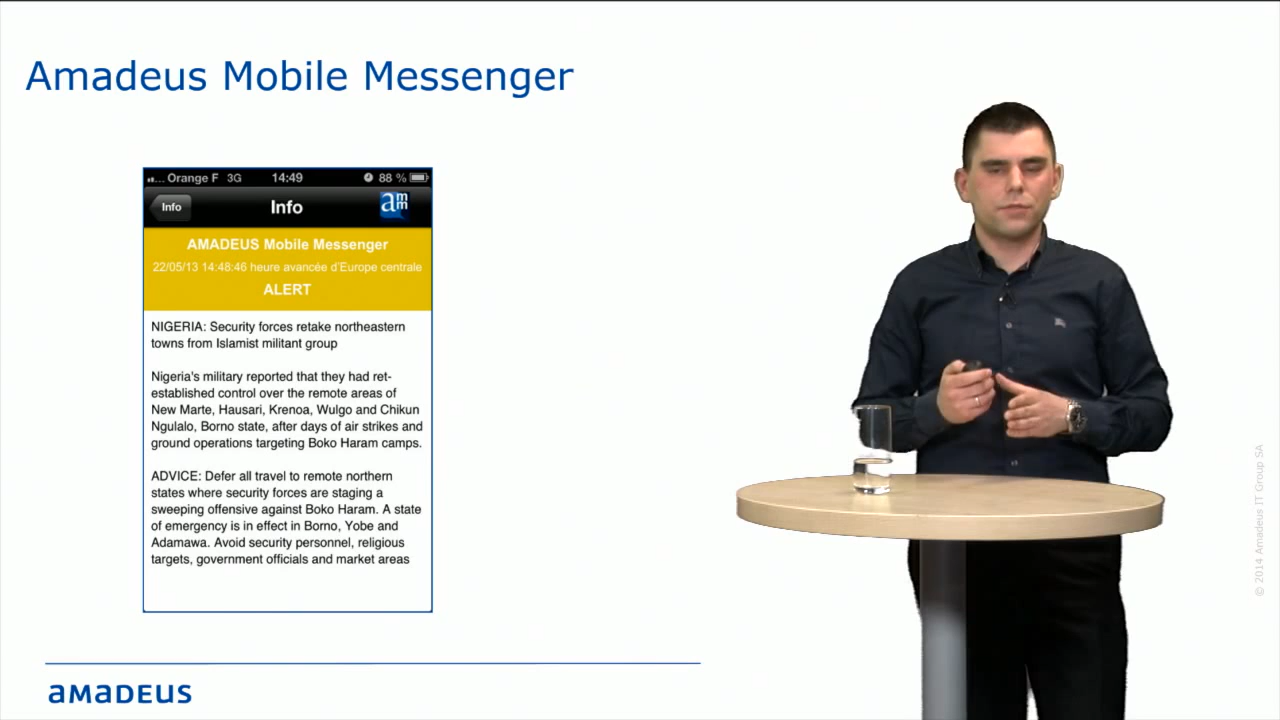 Amadeus Mobile Messenger
... Orange F 3G 14:49 88 %
Info
Info
am
m
AMADEUS Mobile Messenger
22/05/13 14:48:46 heure avancée d'Europe centrale
ALERT
NIGERIA: Security forces retake northeastern
towns from Islamist militant group
Nigeria's military reported that they had ret-
established control over the remote areas of
New Marte, Hausari, Krenoa, Wulgo and Chikun
Ngulalo, Borno state, after days of air strikes and
ground operations targeting Boko Haram camps.
ADVICE: Defer all travel to remote northern
states where security forces are staging a
sweeping offensive against Boko Haram. A state
of emergency is in effect in Borno, Yobe and
Adamawa. Avoid security personnel, religious
targets, government officials and market areas
amadeus
© 2014 Amadeus IT Group SA